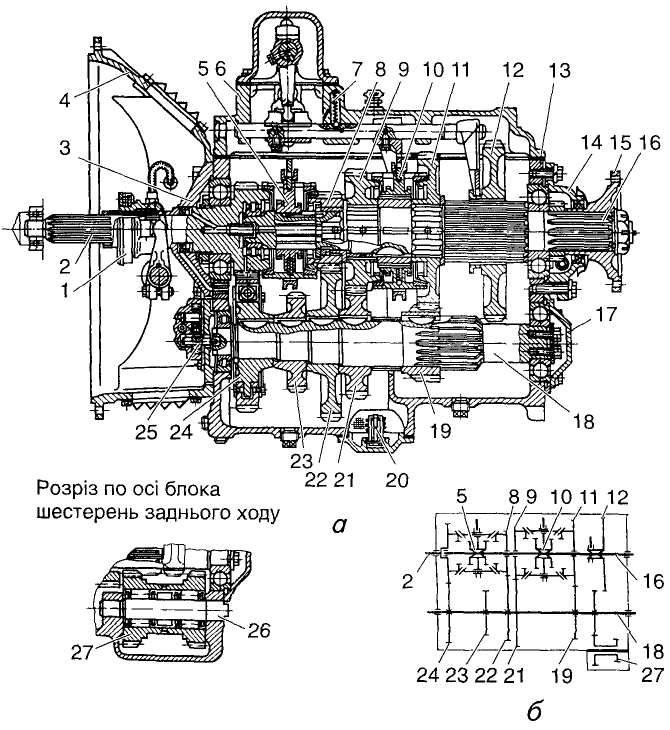 5 6 7 8 9 10 11 12 13
4
14 15 16
3
2
1
17
18
25 24 23 22 21 20 19
Розріз по осі блока
шестерень заднього ходу
а
5 8 9 10 11 12
2
16
26
18
27
24 23 22 21 19 27
б